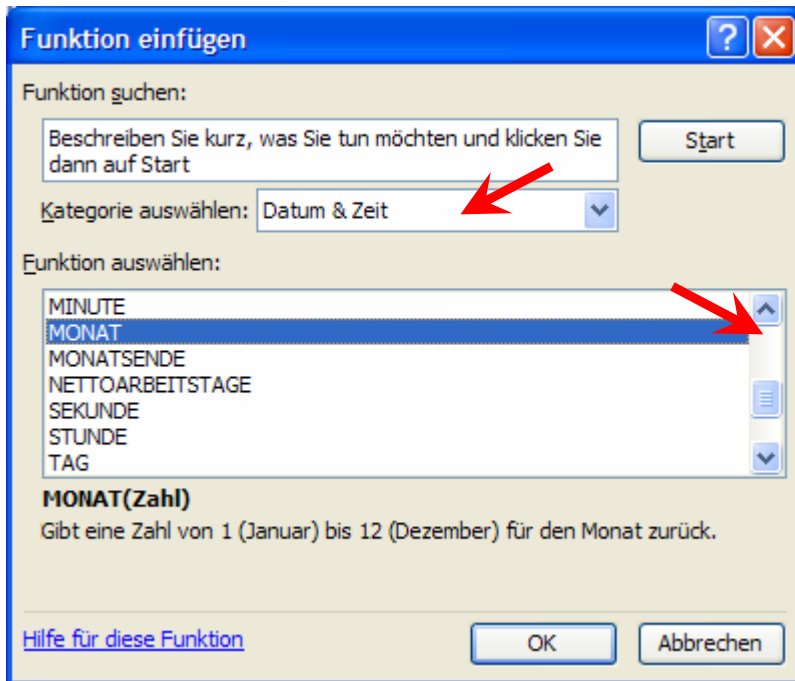 Funktion einfügen
Funktion suchen:
Beschreiben Sie kurz, was Sie tun möchten und klicken Sie
dann auf Start
Start
Kategorie auswählen: Datum & Zeit
Funktion auswählen:
MINUTE
MONAT
MONATSENDE
NETTOARBEITSTAGE
SEKUNDE
STUNDE
TAG
MONAT(Zahl)
Gibt eine Zahl von 1 (Januar) bis 12 (Dezember) für den Monat zurück.
Hilfe für diese Funktion
OK
Abbrechen